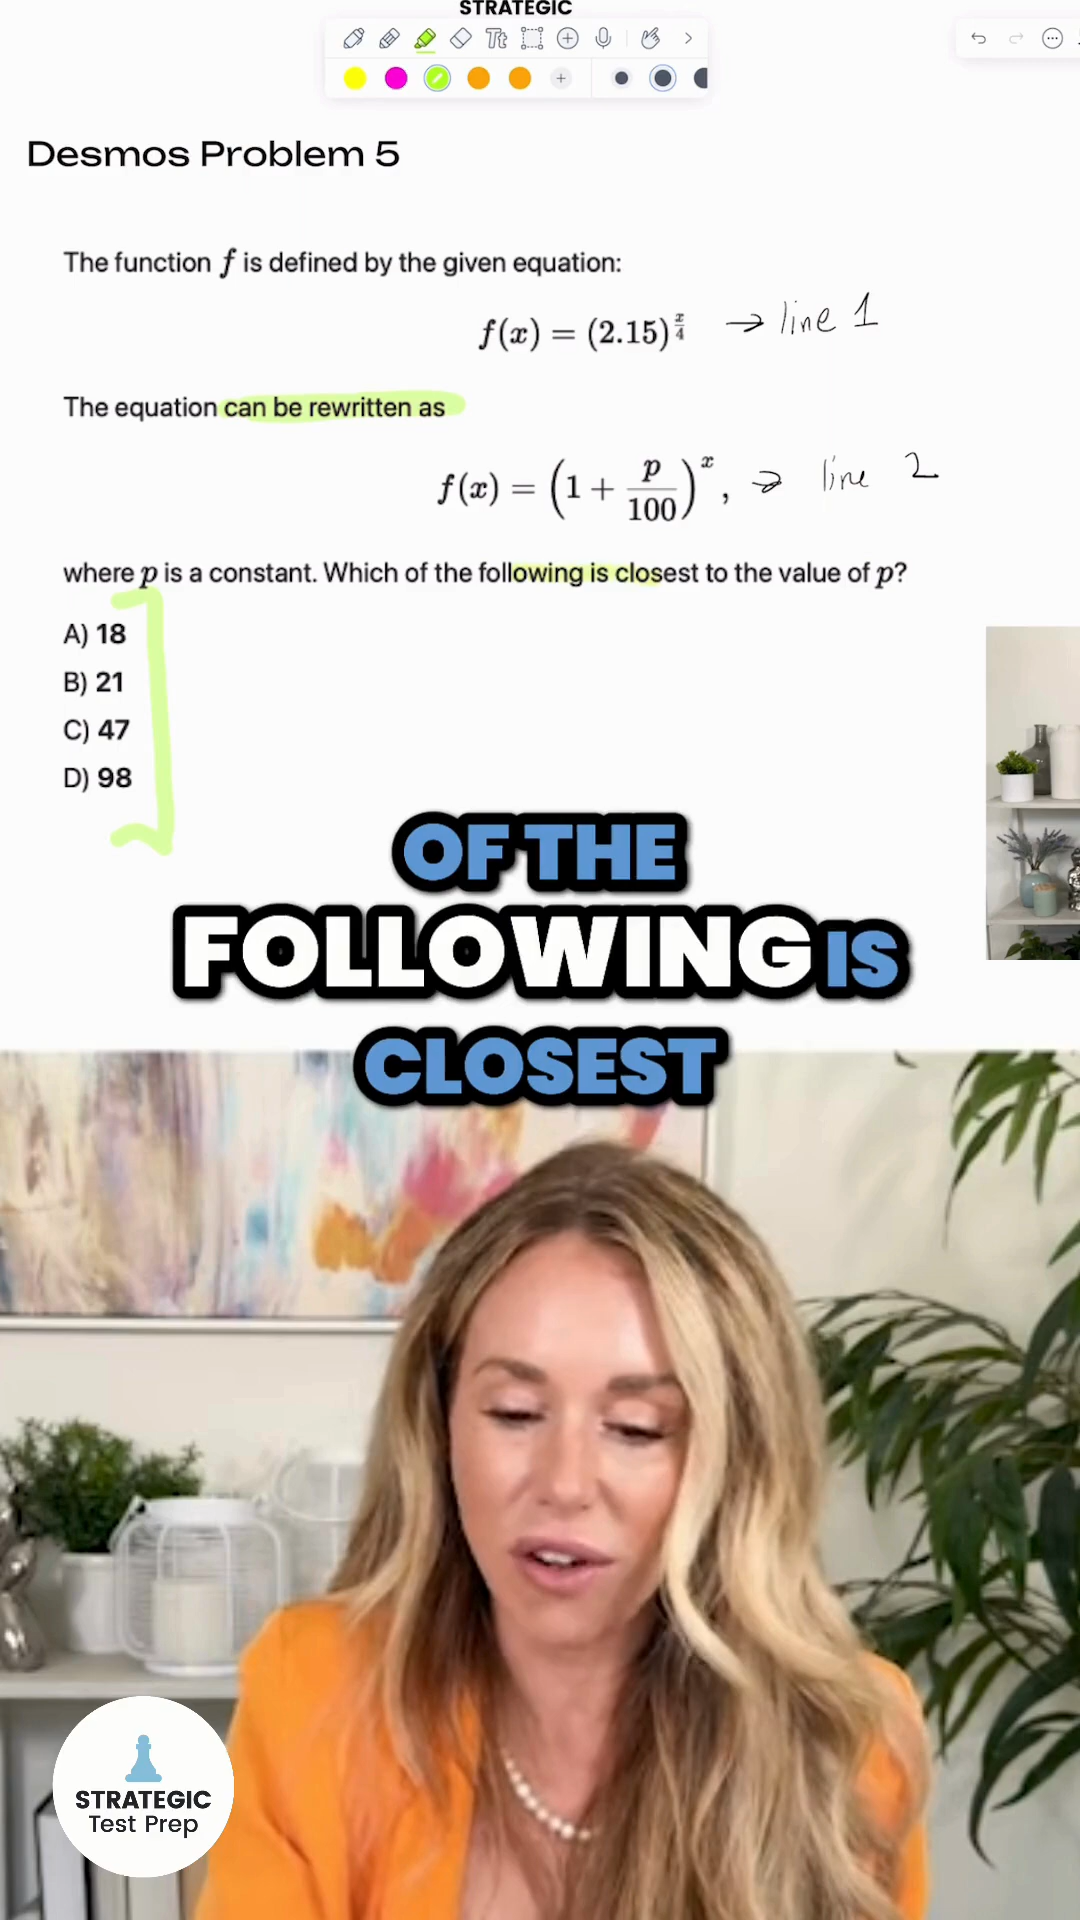 STRATEGIC
Tt
Desmos Problem 5
The function f is defined by the given equation:
f(x) = (2.15)^{x/4} → line 1
The equation can be rewritten as
f(x) = (1 + p/100)^x, → line 2
where p is a constant. Which of the following is closest to the value of p?
A) 18
B) 21
C) 47
D) 98
OF THE
FOLLOWING IS
CLOSEST
STRATEGIC
Test Prep